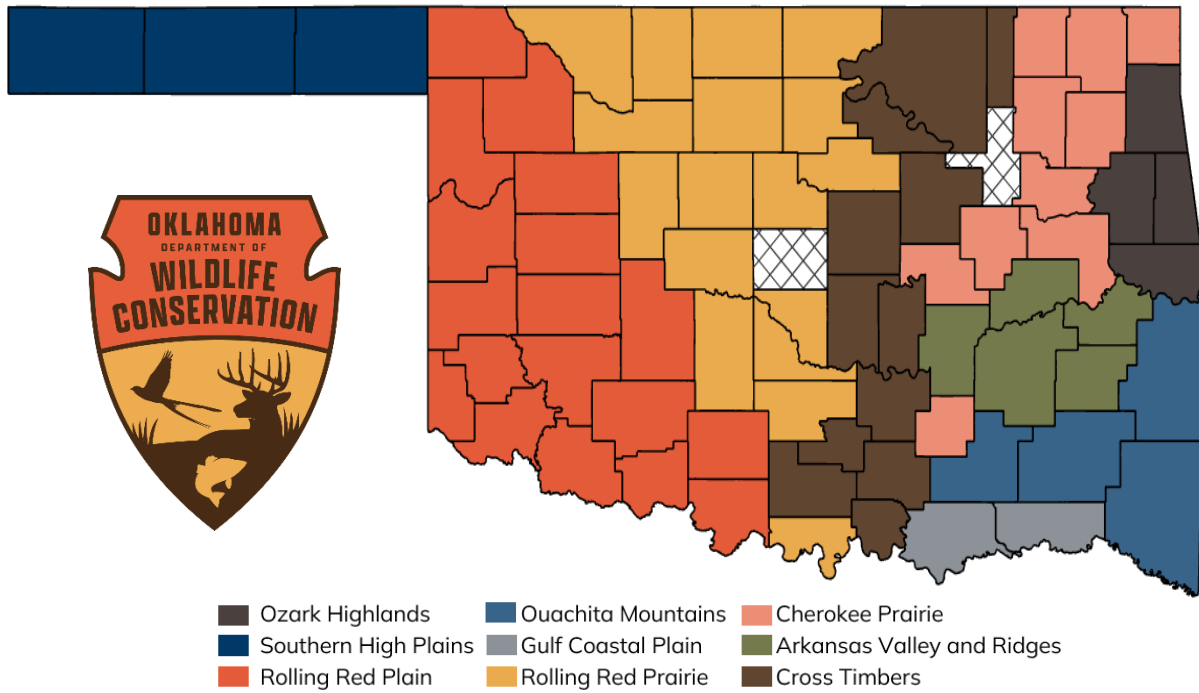 OKLAHOMA
DEPARTMENT OF
WILDLIFE
CONSERVATION
Ozark Highlands
Southern High Plains
Rolling Red Plain
Ouachita Mountains
Gulf Coastal Plain
Rolling Red Prairie
Cherokee Prairie
Arkansas Valley and Ridges
Cross Timbers